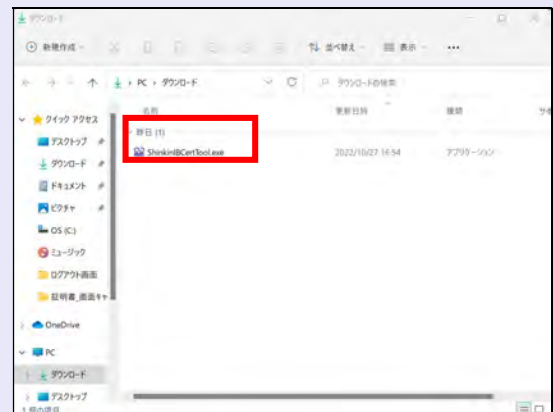 ダウンロード
新規作成
並べ替え
表示
PC › ダウンロード
ダウンロードの検索
名前
更新日時
種類
クイック アクセス
昨日 (1)
デスクトップ
ShinkinIBCertTool.exe
2022/10/27 14:54
アプリケーション
ダウンロード
ドキュメント
ピクチャ
OS (C:)
ミュージック
ログアウト画面
証明書_画面キャ
OneDrive
PC
ダウンロード
デスクトップ
1 個の項目